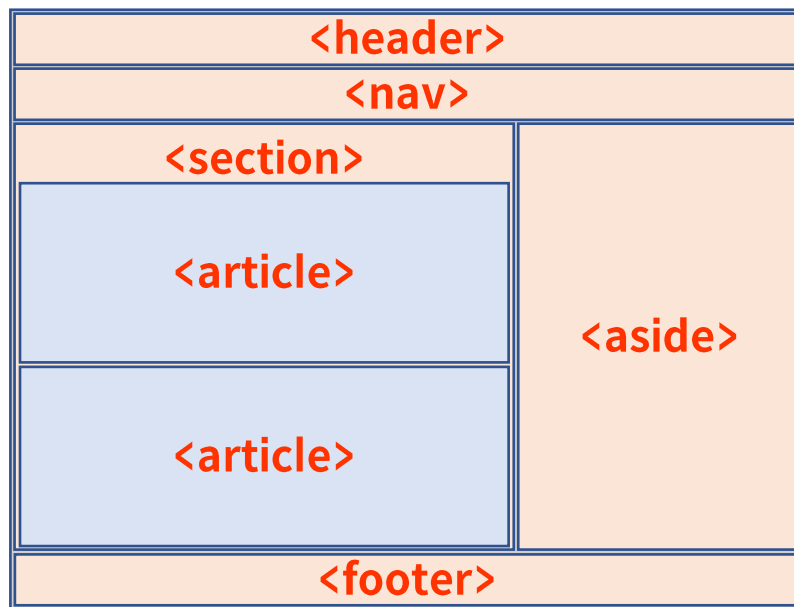 <header>
<nav>
<section>
<article>
<aside>
<article>
<footer>